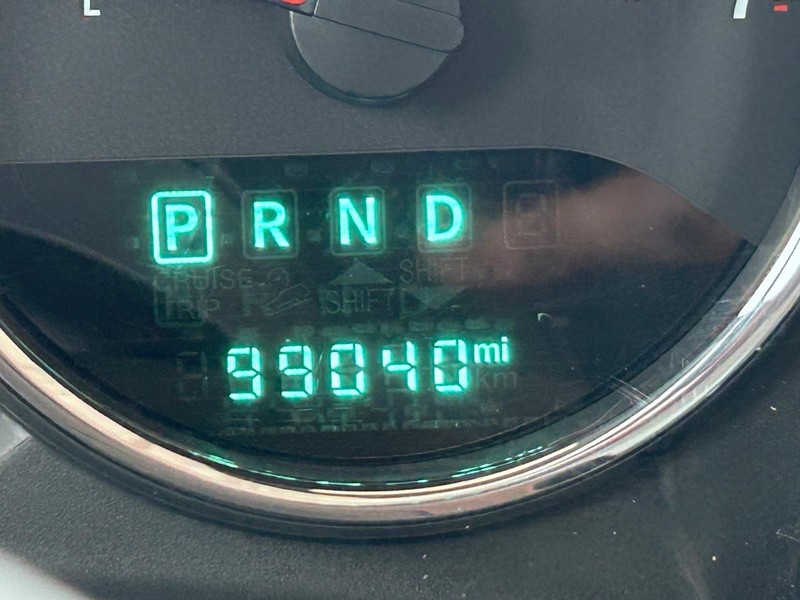 P R N D
CRUISE SHIFT
TRIP SHIFT
99040 mi
km